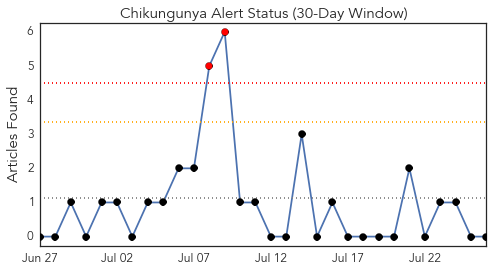 Chikungunya Alert Status (30-Day Window)
Articles Found
6
5
4
3
2
1
0
Jun 27
Jul 02
Jul 07
Jul 12
Jul 17
Jul 22